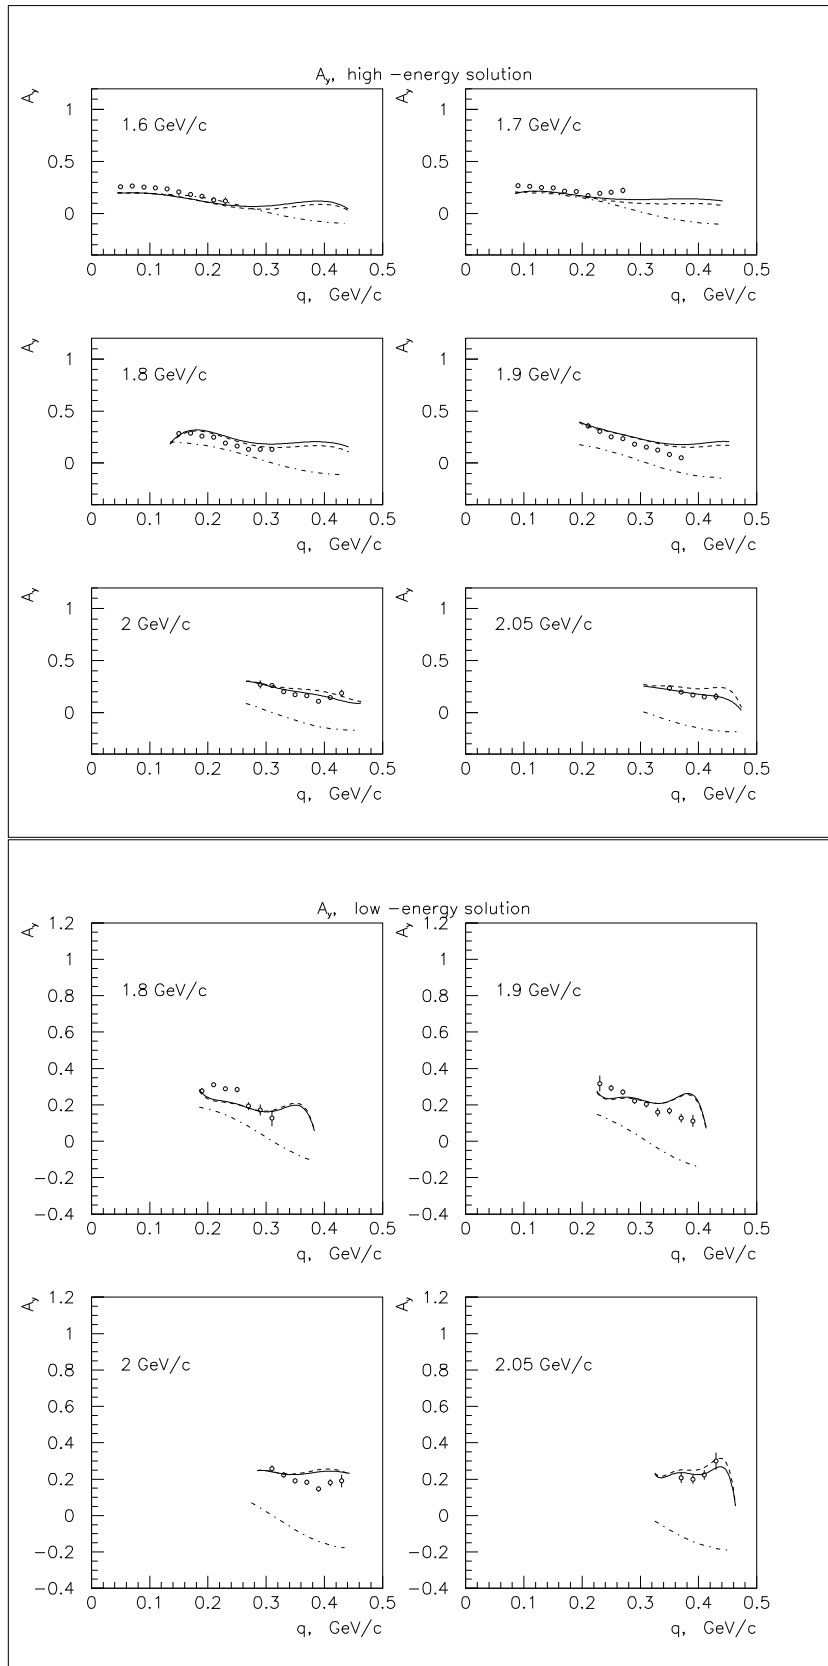 A_y, high-energy solution
A_y
1.6 GeV/c
1
0.5
0
0 0.1 0.2 0.3 0.4 0.5
q, GeV/c
A_y
1.7 GeV/c
1
0.5
0
0 0.1 0.2 0.3 0.4 0.5
q, GeV/c
A_y
1.8 GeV/c
1
0.5
0
0 0.1 0.2 0.3 0.4 0.5
q, GeV/c
A_y
1.9 GeV/c
1
0.5
0
0 0.1 0.2 0.3 0.4 0.5
q, GeV/c
A_y
2 GeV/c
1
0.5
0
0 0.1 0.2 0.3 0.4 0.5
q, GeV/c
A_y
2.05 GeV/c
1
0.5
0
0 0.1 0.2 0.3 0.4 0.5
q, GeV/c
A_y, low-energy solution
A_y
1.8 GeV/c
1.2
1
0.8
0.6
0.4
0.2
0
−0.2
−0.4
0 0.1 0.2 0.3 0.4 0.5
q, GeV/c
A_y
1.9 GeV/c
1.2
1
0.8
0.6
0.4
0.2
0
−0.2
−0.4
0 0.1 0.2 0.3 0.4 0.5
q, GeV/c
A_y
2 GeV/c
1.2
1
0.8
0.6
0.4
0.2
0
−0.2
−0.4
0 0.1 0.2 0.3 0.4 0.5
q, GeV/c
A_y
2.05 GeV/c
1.2
1
0.8
0.6
0.4
0.2
0
−0.2
−0.4
0 0.1 0.2 0.3 0.4 0.5
q, GeV/c